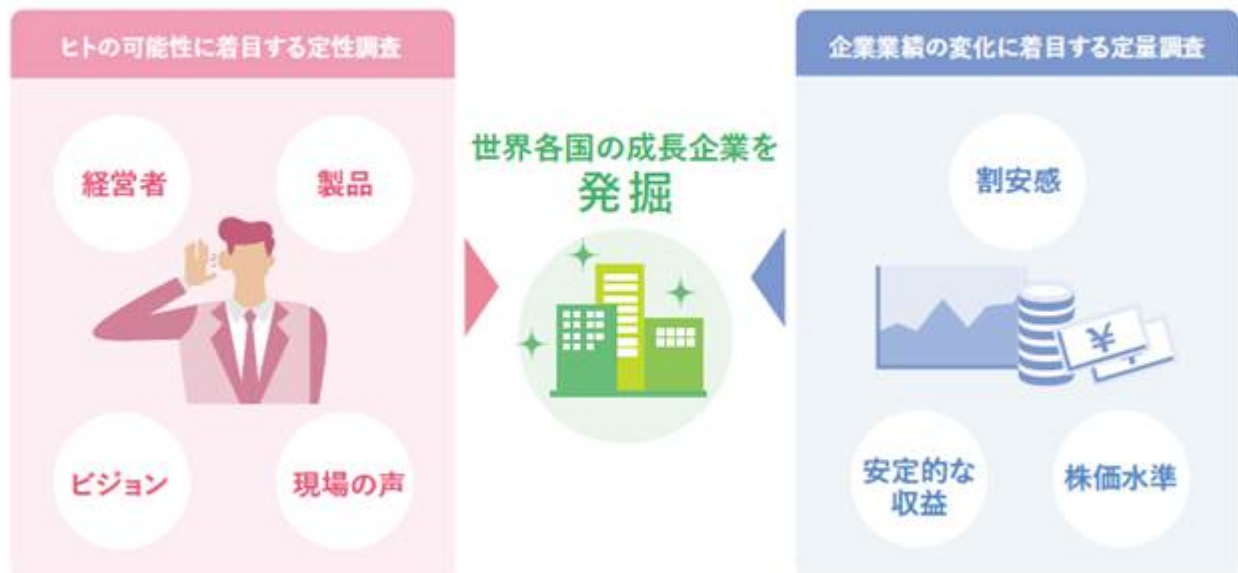 ヒトの可能性に着目する定性調査
経営者
製品
ビジョン
現場の声
世界各国の成長企業を
発掘
企業業績の変化に着目する定量調査
割安感
安定的な
収益
株価水準